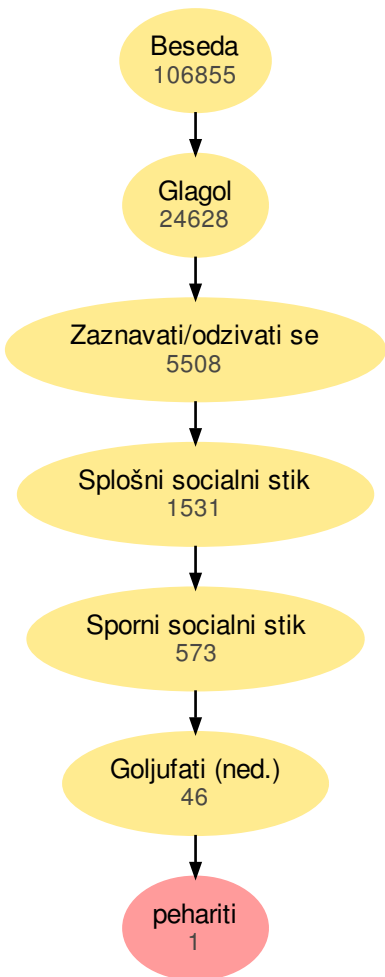 Beseda
106855
Glagol
24628
Zaznavati/odzivati se
5508
Splošni socialni stik
1531
Sporni socialni stik
573
Goljufati (ned.)
46
pehariti
1